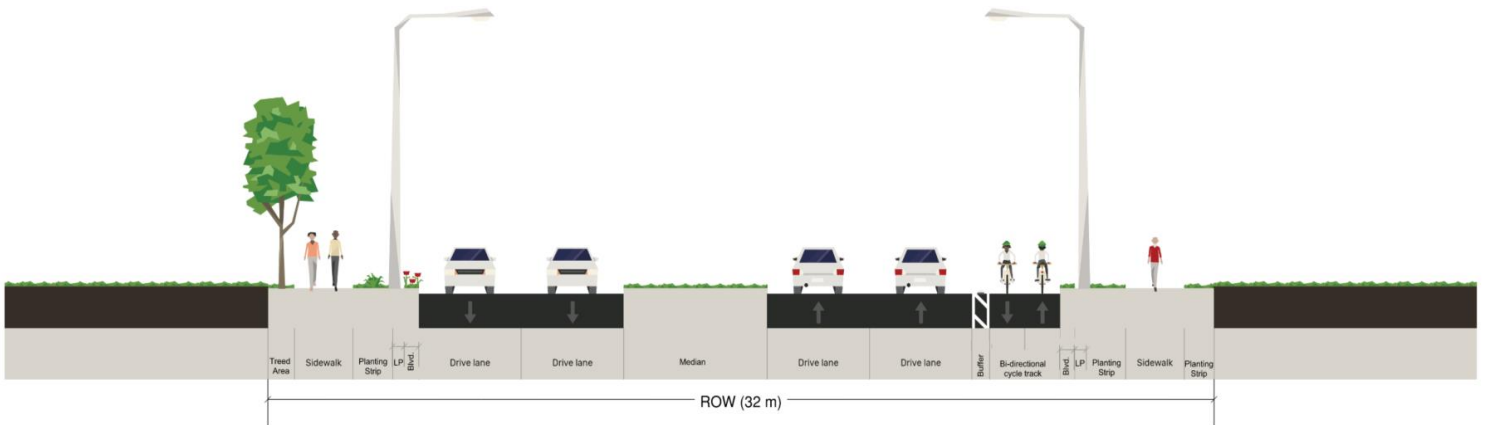 Treed
Area
Sidewalk
Planting
Strip
LP
Blvd.
Drive lane
Drive lane
Median
Drive lane
Drive lane
Buffer
Bi-directional
cycle track
Blvd.
LP
Planting
Strip
Sidewalk
Planting
Strip
ROW (32 m)